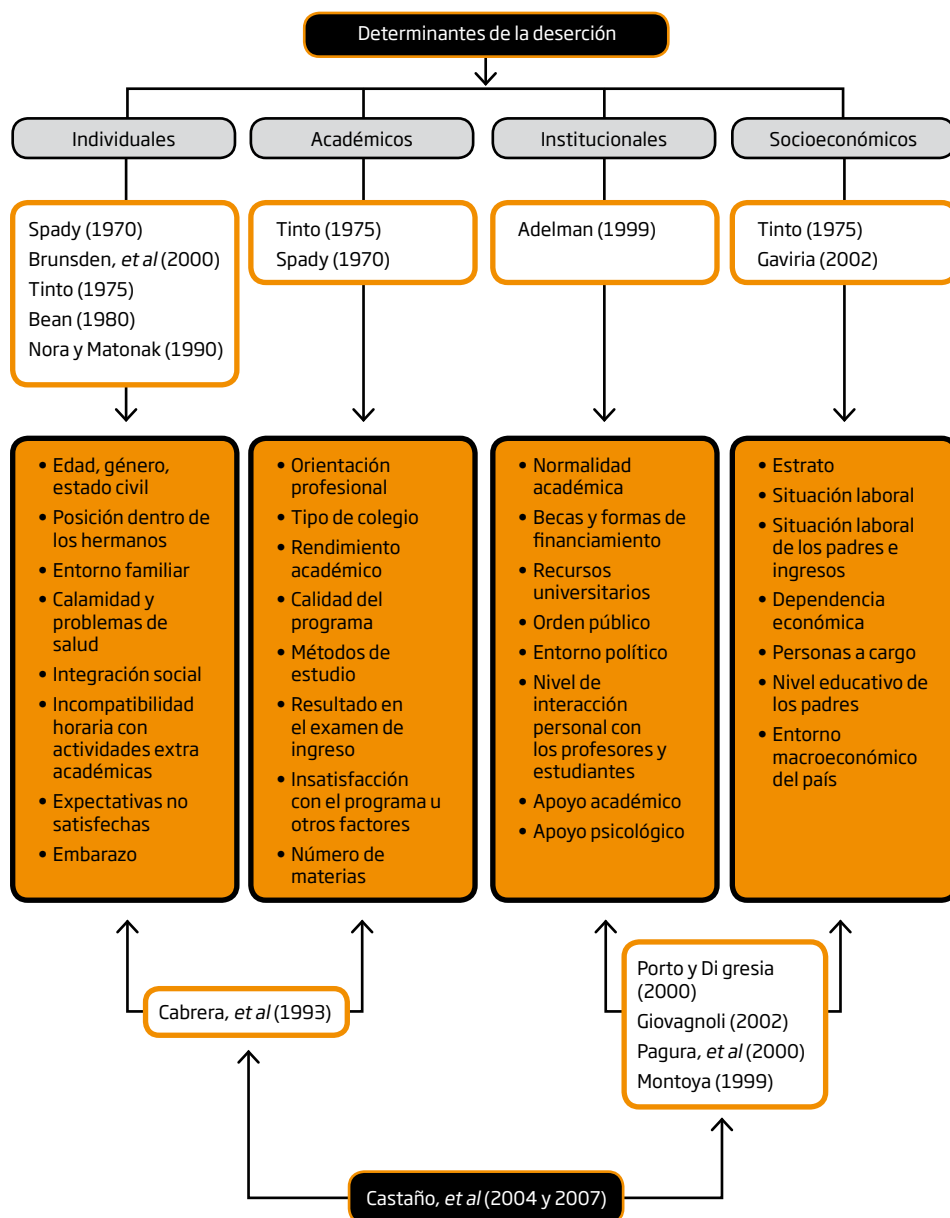 Determinantes de la deserción
Individuales
Académicos
Institucionales
Socioeconómicos
Spady (1970)
Brunsden, et al (2000)
Tinto (1975)
Bean (1980)
Nora y Matonak (1990)
Tinto (1975)
Spady (1970)
Adelman (1999)
Tinto (1975)
Gaviria (2002)
• Edad, género,
estado civil
• Posición dentro de
los hermanos
• Entorno familiar
• Calamidad y
problemas de
salud
• Integración social
• Incompatibilidad
horaria con
actividades extra
académicas
• Expectativas no
satisfechas
• Embarazo
• Orientación
profesional
• Tipo de colegio
• Rendimiento
académico
• Calidad del
programa
• Métodos de
estudio
• Resultado en
el examen de
ingreso
• Insatisfacción
con el programa u
otros factores
• Número de
materias
• Normalidad
académica
• Becas y formas de
financiamiento
• Recursos
universitarios
• Orden público
• Entorno político
• Nivel de
interacción
personal con
los profesores y
estudiantes
• Apoyo académico
• Apoyo psicológico
• Estrato
• Situación laboral
• Situación laboral
de los padres e
ingresos
• Dependencia
económica
• Personas a cargo
• Nivel educativo de
los padres
• Entorno
macroeconómico
del país
Cabrera, et al (1993)
Porto y Di gresia
(2000)
Giovagnoli (2002)
Pagura, et al (2000)
Montoya (1999)
Castaño, et al (2004 y 2007)